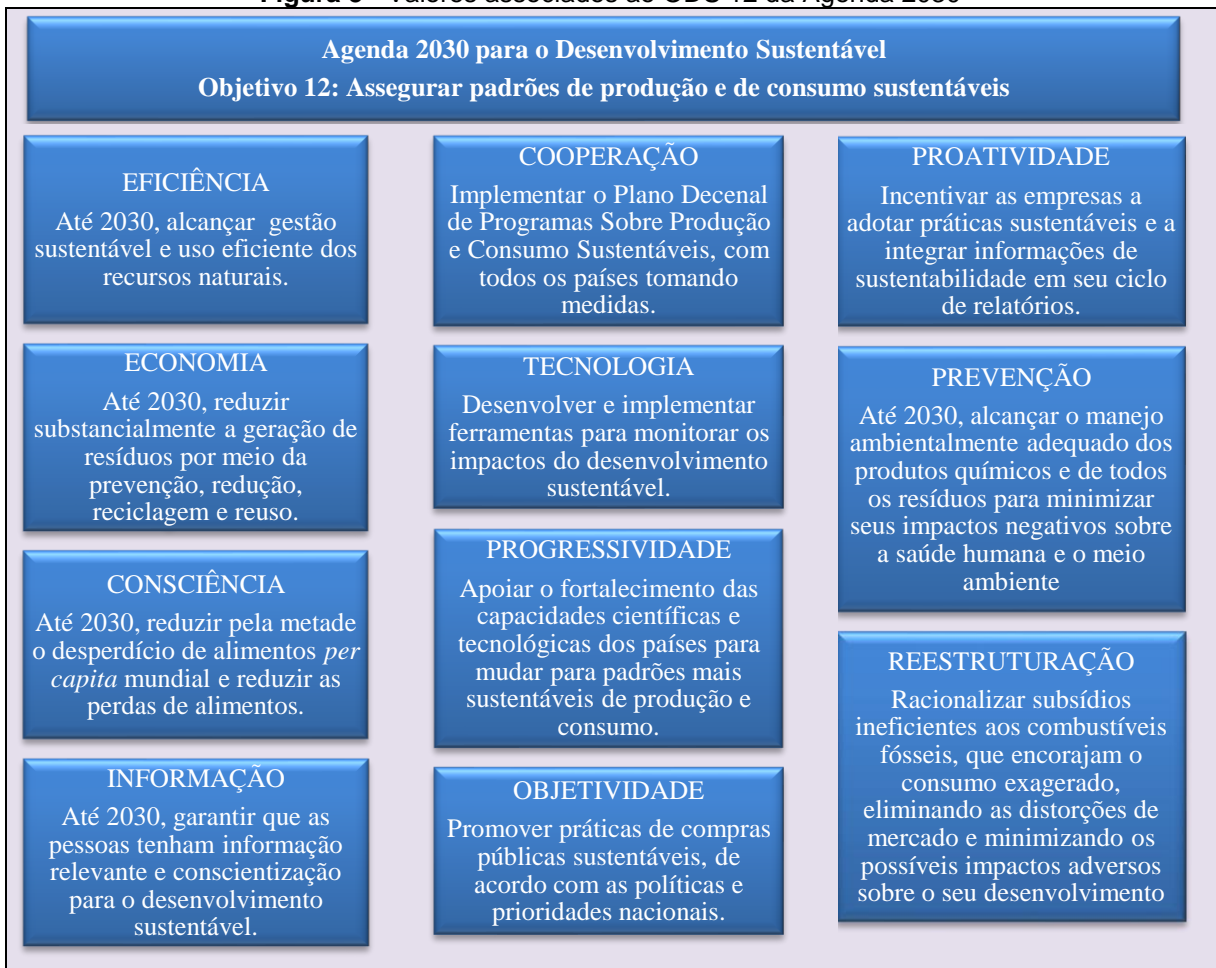 Agenda 2030 para o Desenvolvimento Sustentável
Objetivo 12: Assegurar padrões de produção e de consumo sustentáveis
EFICIÊNCIA
Até 2030, alcançar gestão
sustentável e uso eficiente dos
recursos naturais.
ECONOMIA
Até 2030, reduzir
substancialmente a geração de
resíduos por meio da
prevenção, redução,
reciclagem e reuso.
CONSCIÊNCIA
Até 2030, reduzir pela metade
o desperdício de alimentos per
capita mundial e reduzir as
perdas de alimentos.
INFORMAÇÃO
Até 2030, garantir que as
pessoas tenham informação
relevante e conscientização
para o desenvolvimento
sustentável.
COOPERAÇÃO
Implementar o Plano Decenal
de Programas Sobre Produção
e Consumo Sustentáveis, com
todos os países tomando
medidas.
TECNOLOGIA
Desenvolver e implementar
ferramentas para monitorar os
impactos do desenvolvimento
sustentável.
PROGRESSIVIDADE
Apoiar o fortalecimento das
capacidades científicas e
tecnológicas dos países para
mudar para padrões mais
sustentáveis de produção e
consumo.
OBJETIVIDADE
Promover práticas de compras
públicas sustentáveis, de
acordo com as políticas e
prioridades nacionais.
PROATIVIDADE
Incentivar as empresas a
adotar práticas sustentáveis e a
integrar informações de
sustentabilidade em seu ciclo
de relatórios.
PREVENÇÃO
Até 2030, alcançar o manejo
ambientalmente adequado dos
produtos químicos e de todos
os resíduos para minimizar
seus impactos negativos sobre
a saúde humana e o meio
ambiente
REESTRUTURAÇÃO
Racionalizar subsídios
ineficientes aos combustíveis
fósseis, que encorajam o
consumo exagerado,
eliminando as distorções de
mercado e minimizando os
possíveis impactos adversos
sobre o seu desenvolvimento